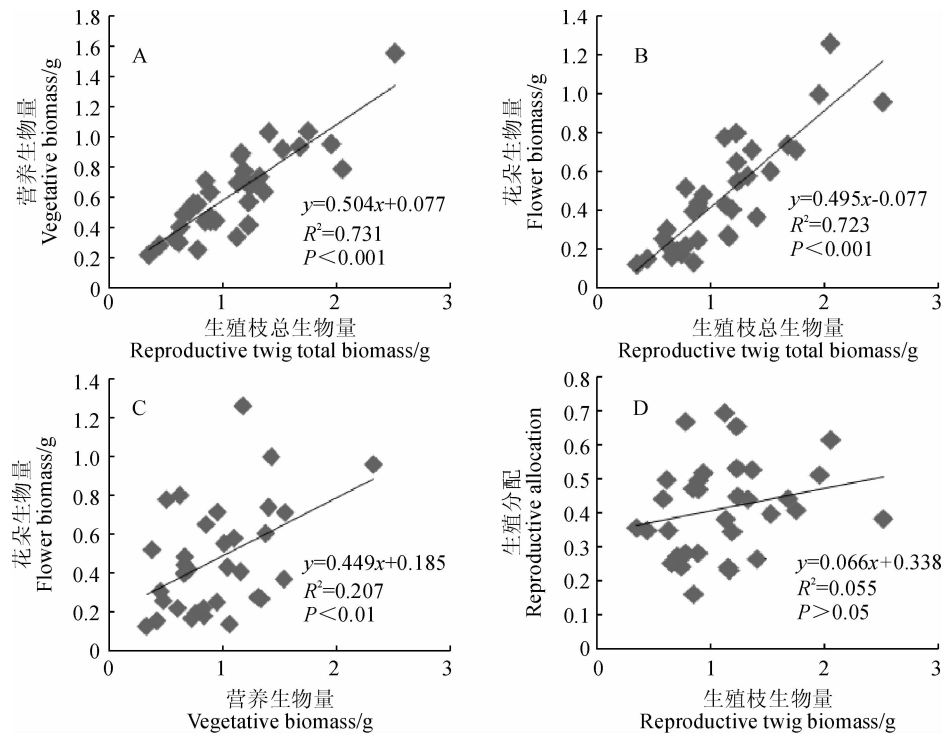 1.8
1.6
1.4
1.2
1.0
0.8
0.6
0.4
0.2
0
A
营养生物量
Vegetative biomass/g
y=0.504x+0.077
R²=0.731
P＜0.001
0 1 2 3
生殖枝总生物量
Reproductive twig total biomass/g
1.4
1.2
1.0
0.8
0.6
0.4
0.2
0
B
花朵生物量
Flower biomass/g
y=0.495x-0.077
R²=0.723
P＜0.001
0 1 2 3
生殖枝总生物量
Reproductive twig total biomass/g
1.4
1.2
1.0
0.8
0.6
0.4
0.2
0
C
花朵生物量
Flower biomass/g
y=0.449x+0.185
R²=0.207
P＜0.01
0 1 2 3
营养生物量
Vegetative biomass/g
0.8
0.7
0.6
0.5
0.4
0.3
0.2
0.1
0
D
生殖分配
Reproductive allocation
y=0.066x+0.338
R²=0.055
P＞0.05
0 1 2 3
生殖枝生物量
Reproductive twig biomass/g